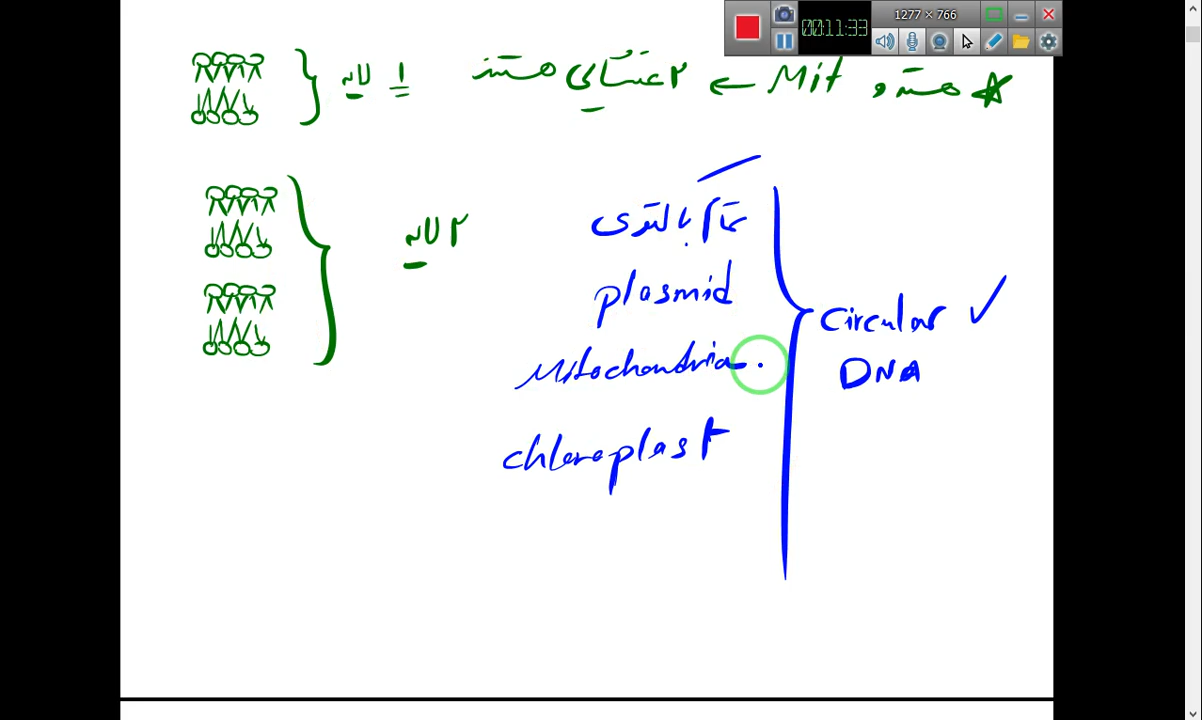 1277 × 766
00:11:33
☆ هسته و Mit ← ۲ غشایی هستند
۱ لایه
۲ لایه
تمام باکتری
plasmid
Mitochondria
chloroplast
Circular ✓
DNA